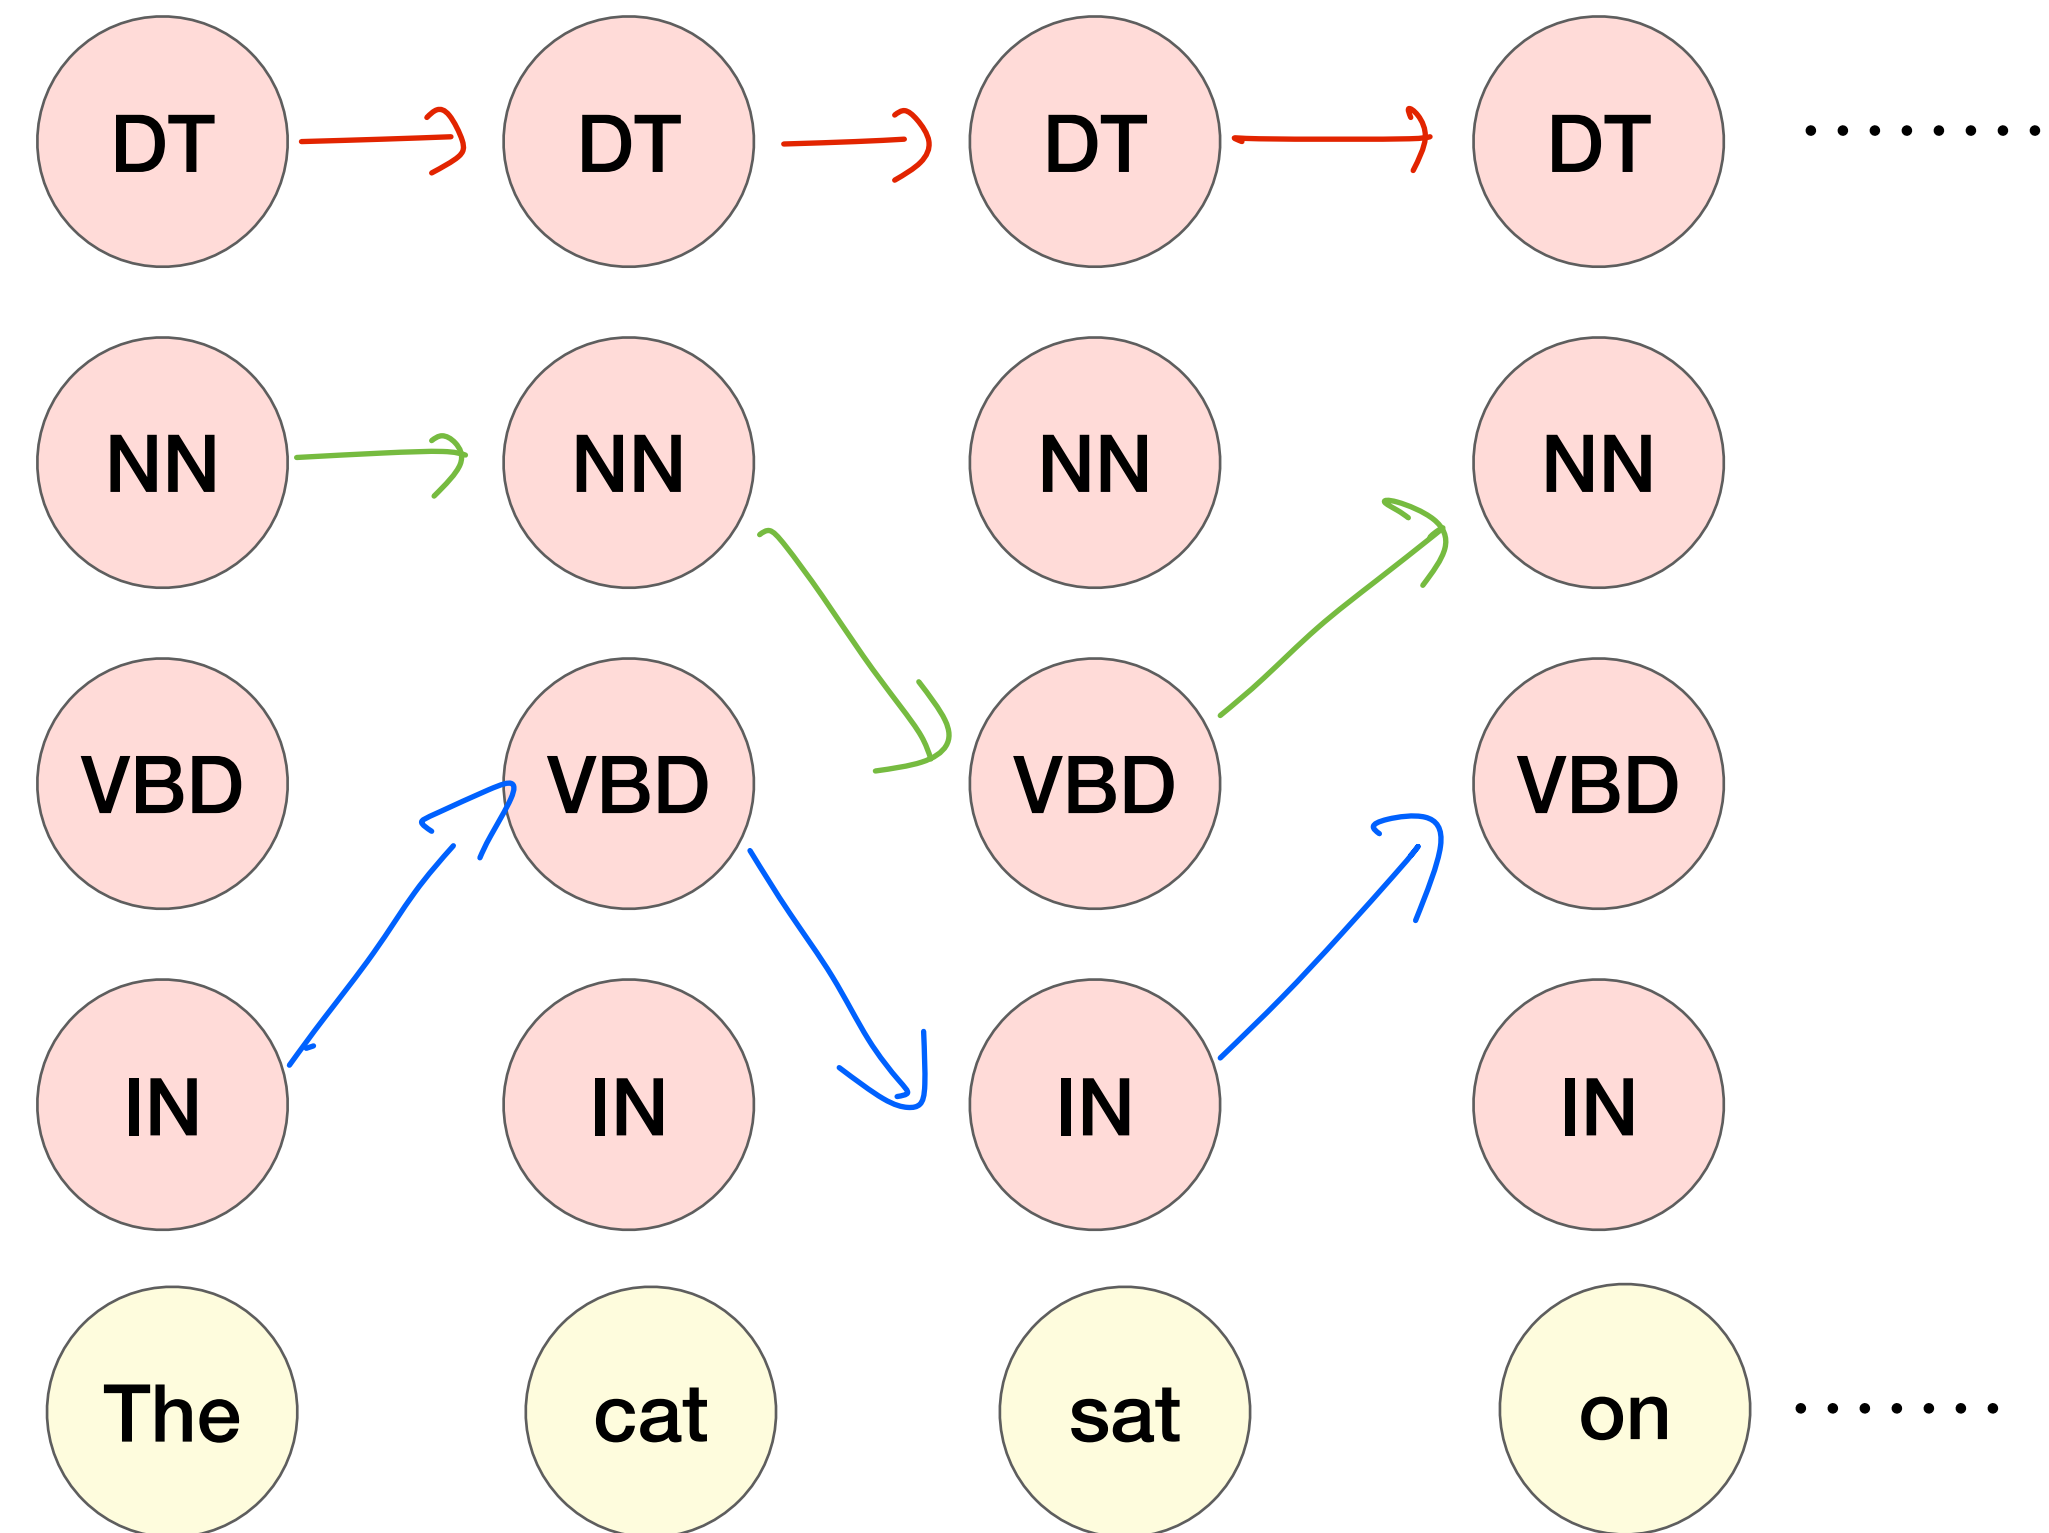 DT DT DT DT ........
NN NN NN NN
VBD VBD VBD VBD
IN IN IN IN
The cat sat on .......